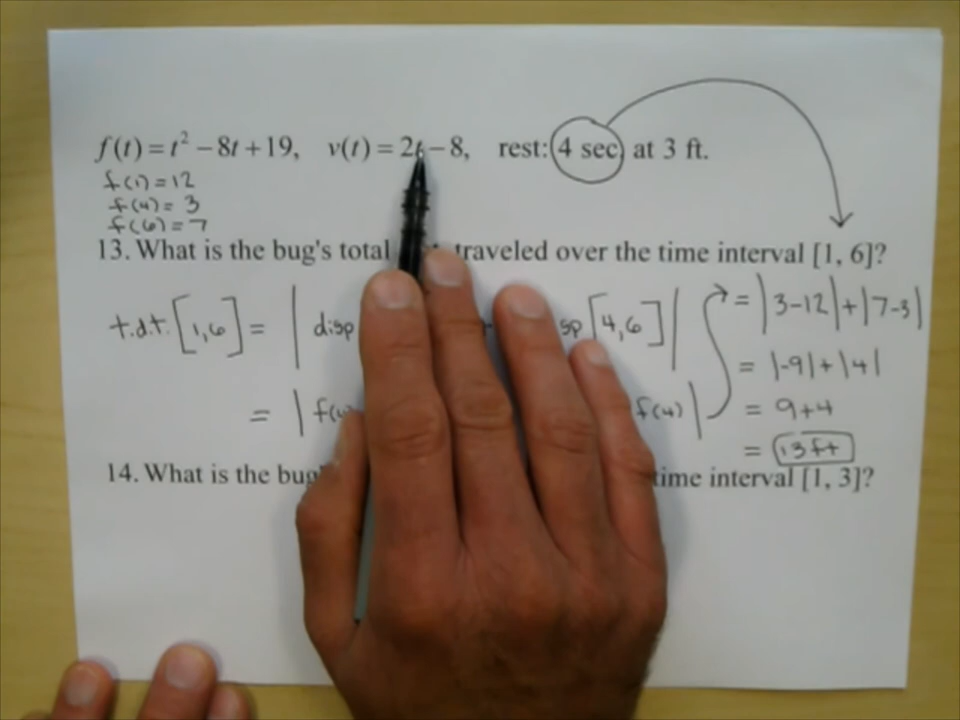 f(t) = t² − 8t + 19, v(t) = 2t − 8, rest: 4 sec at 3 ft.
f(1) = 12
f(4) = 3
f(6) = 7
13. What is the bug's total traveled over the time interval [1, 6]?
t.d.t. [1,6] = | disp [4,6] |
= | f(4) f(4) |
= |3-12| + |7-3|
= |-9| + |4|
= 9+4
= 13 ft
14. What is the time interval [1, 3]?